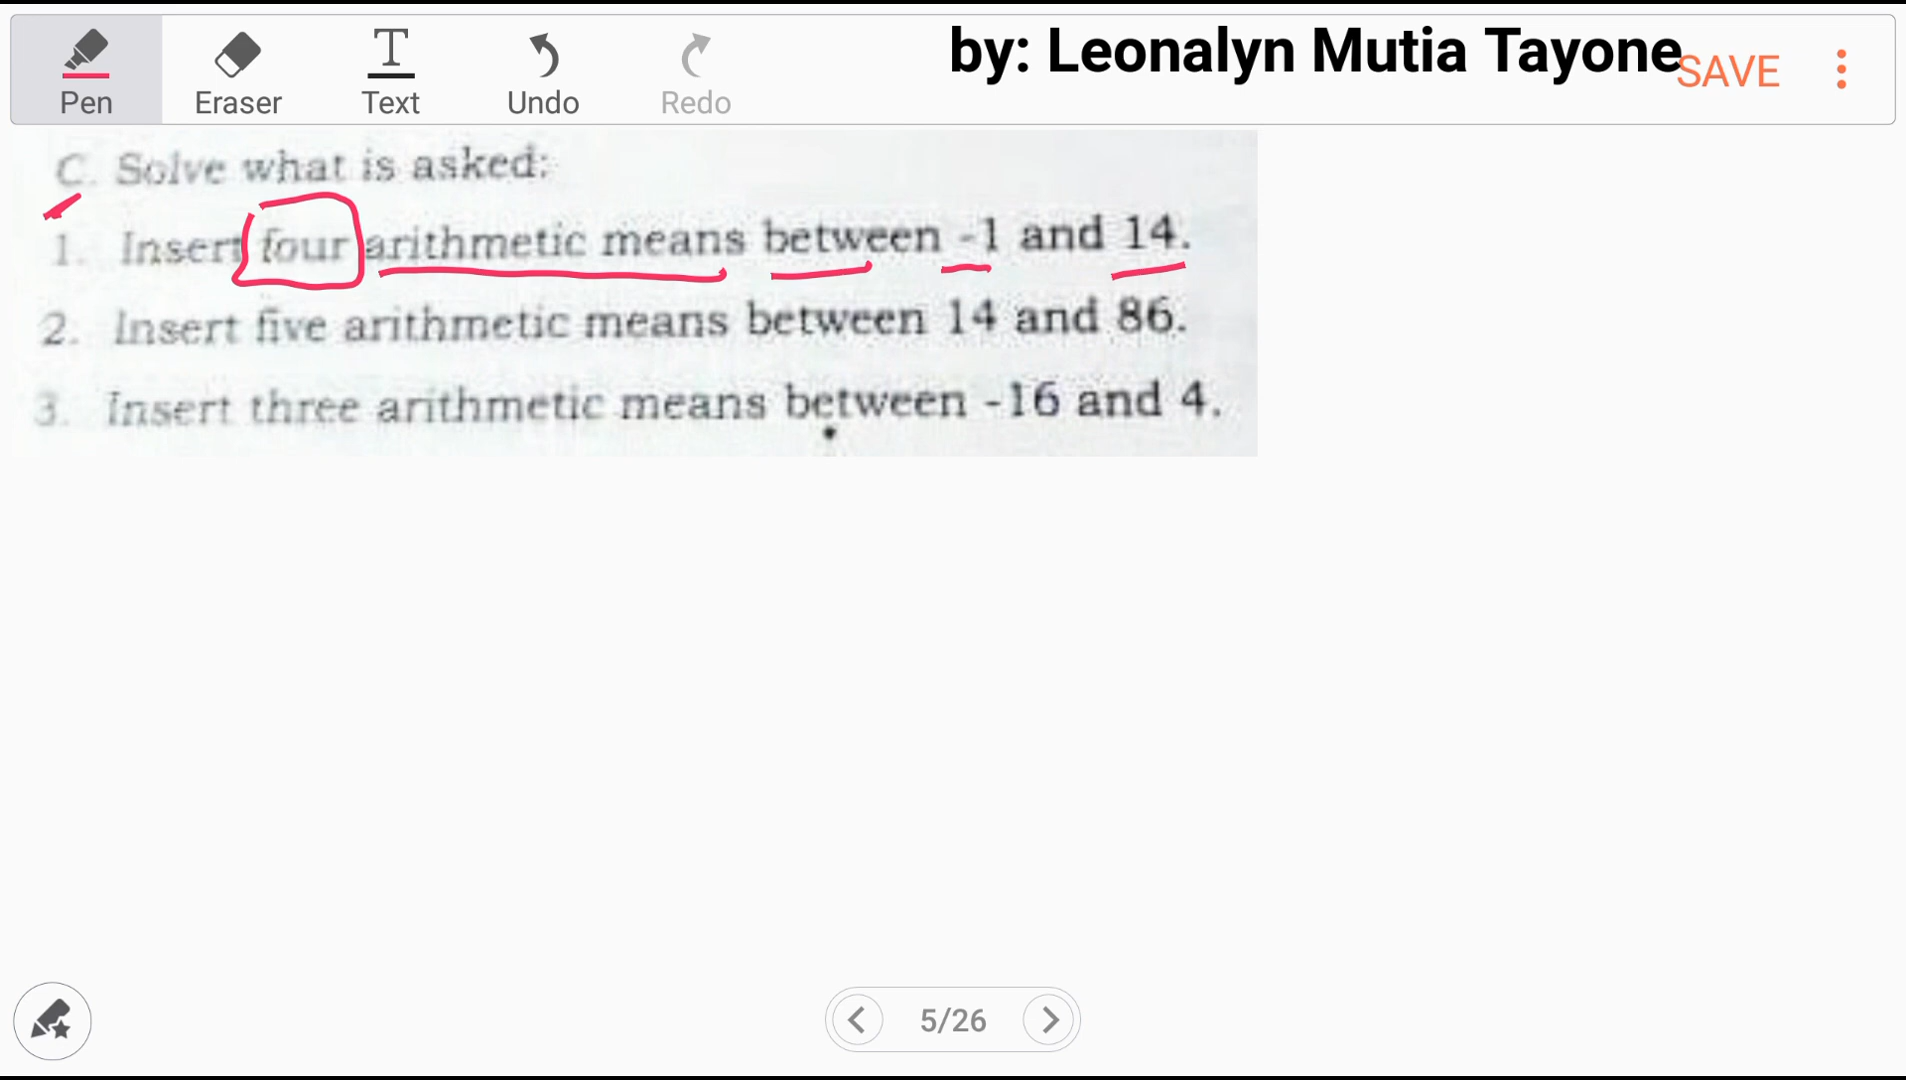 by: Leonalyn Mutia Tayone
SAVE
Pen
Eraser
Text
Undo
Redo
C. Solve what is asked:
1. Insert four arithmetic means between -1 and 14.
2. Insert five arithmetic means between 14 and 86.
3. Insert three arithmetic means between -16 and 4.
5/26